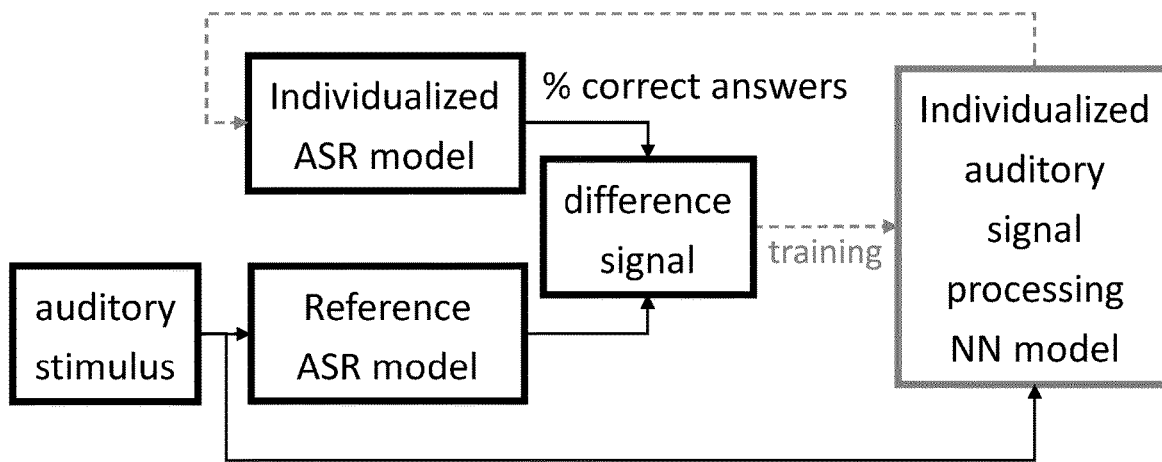 Individualized
ASR model
% correct answers
difference
signal
training
Individualized
auditory
signal
processing
NN model
auditory
stimulus
Reference
ASR model